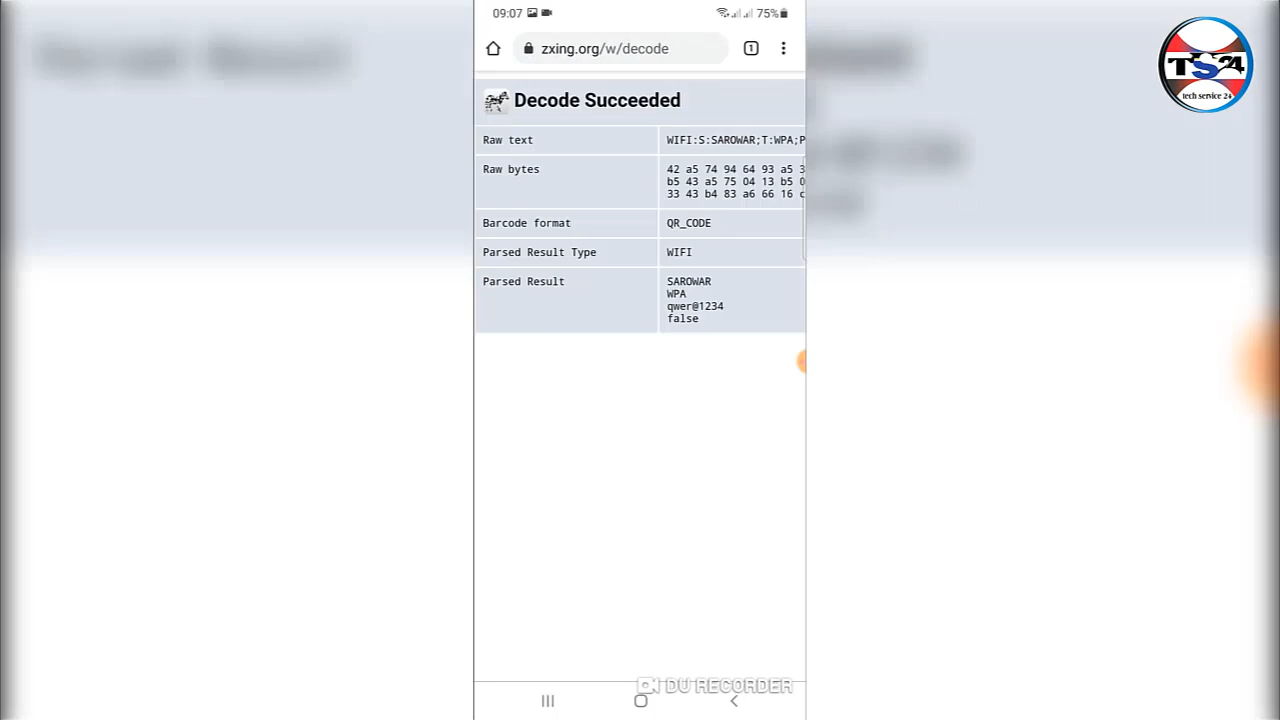 09:07
75%
zxing.org/w/decode
1
Decode Succeeded
Raw text
WIFI:S:SAROWAR;T:WPA;P
Raw bytes
42 a5 74 94 64 93 a5 3
b5 43 a5 75 04 13 b5 0
33 43 b4 83 a6 66 16 c
Barcode format
QR_CODE
Parsed Result Type
WIFI
Parsed Result
SAROWAR
WPA
qwer@1234
false
DU RECORDER
TS24
tech service 24